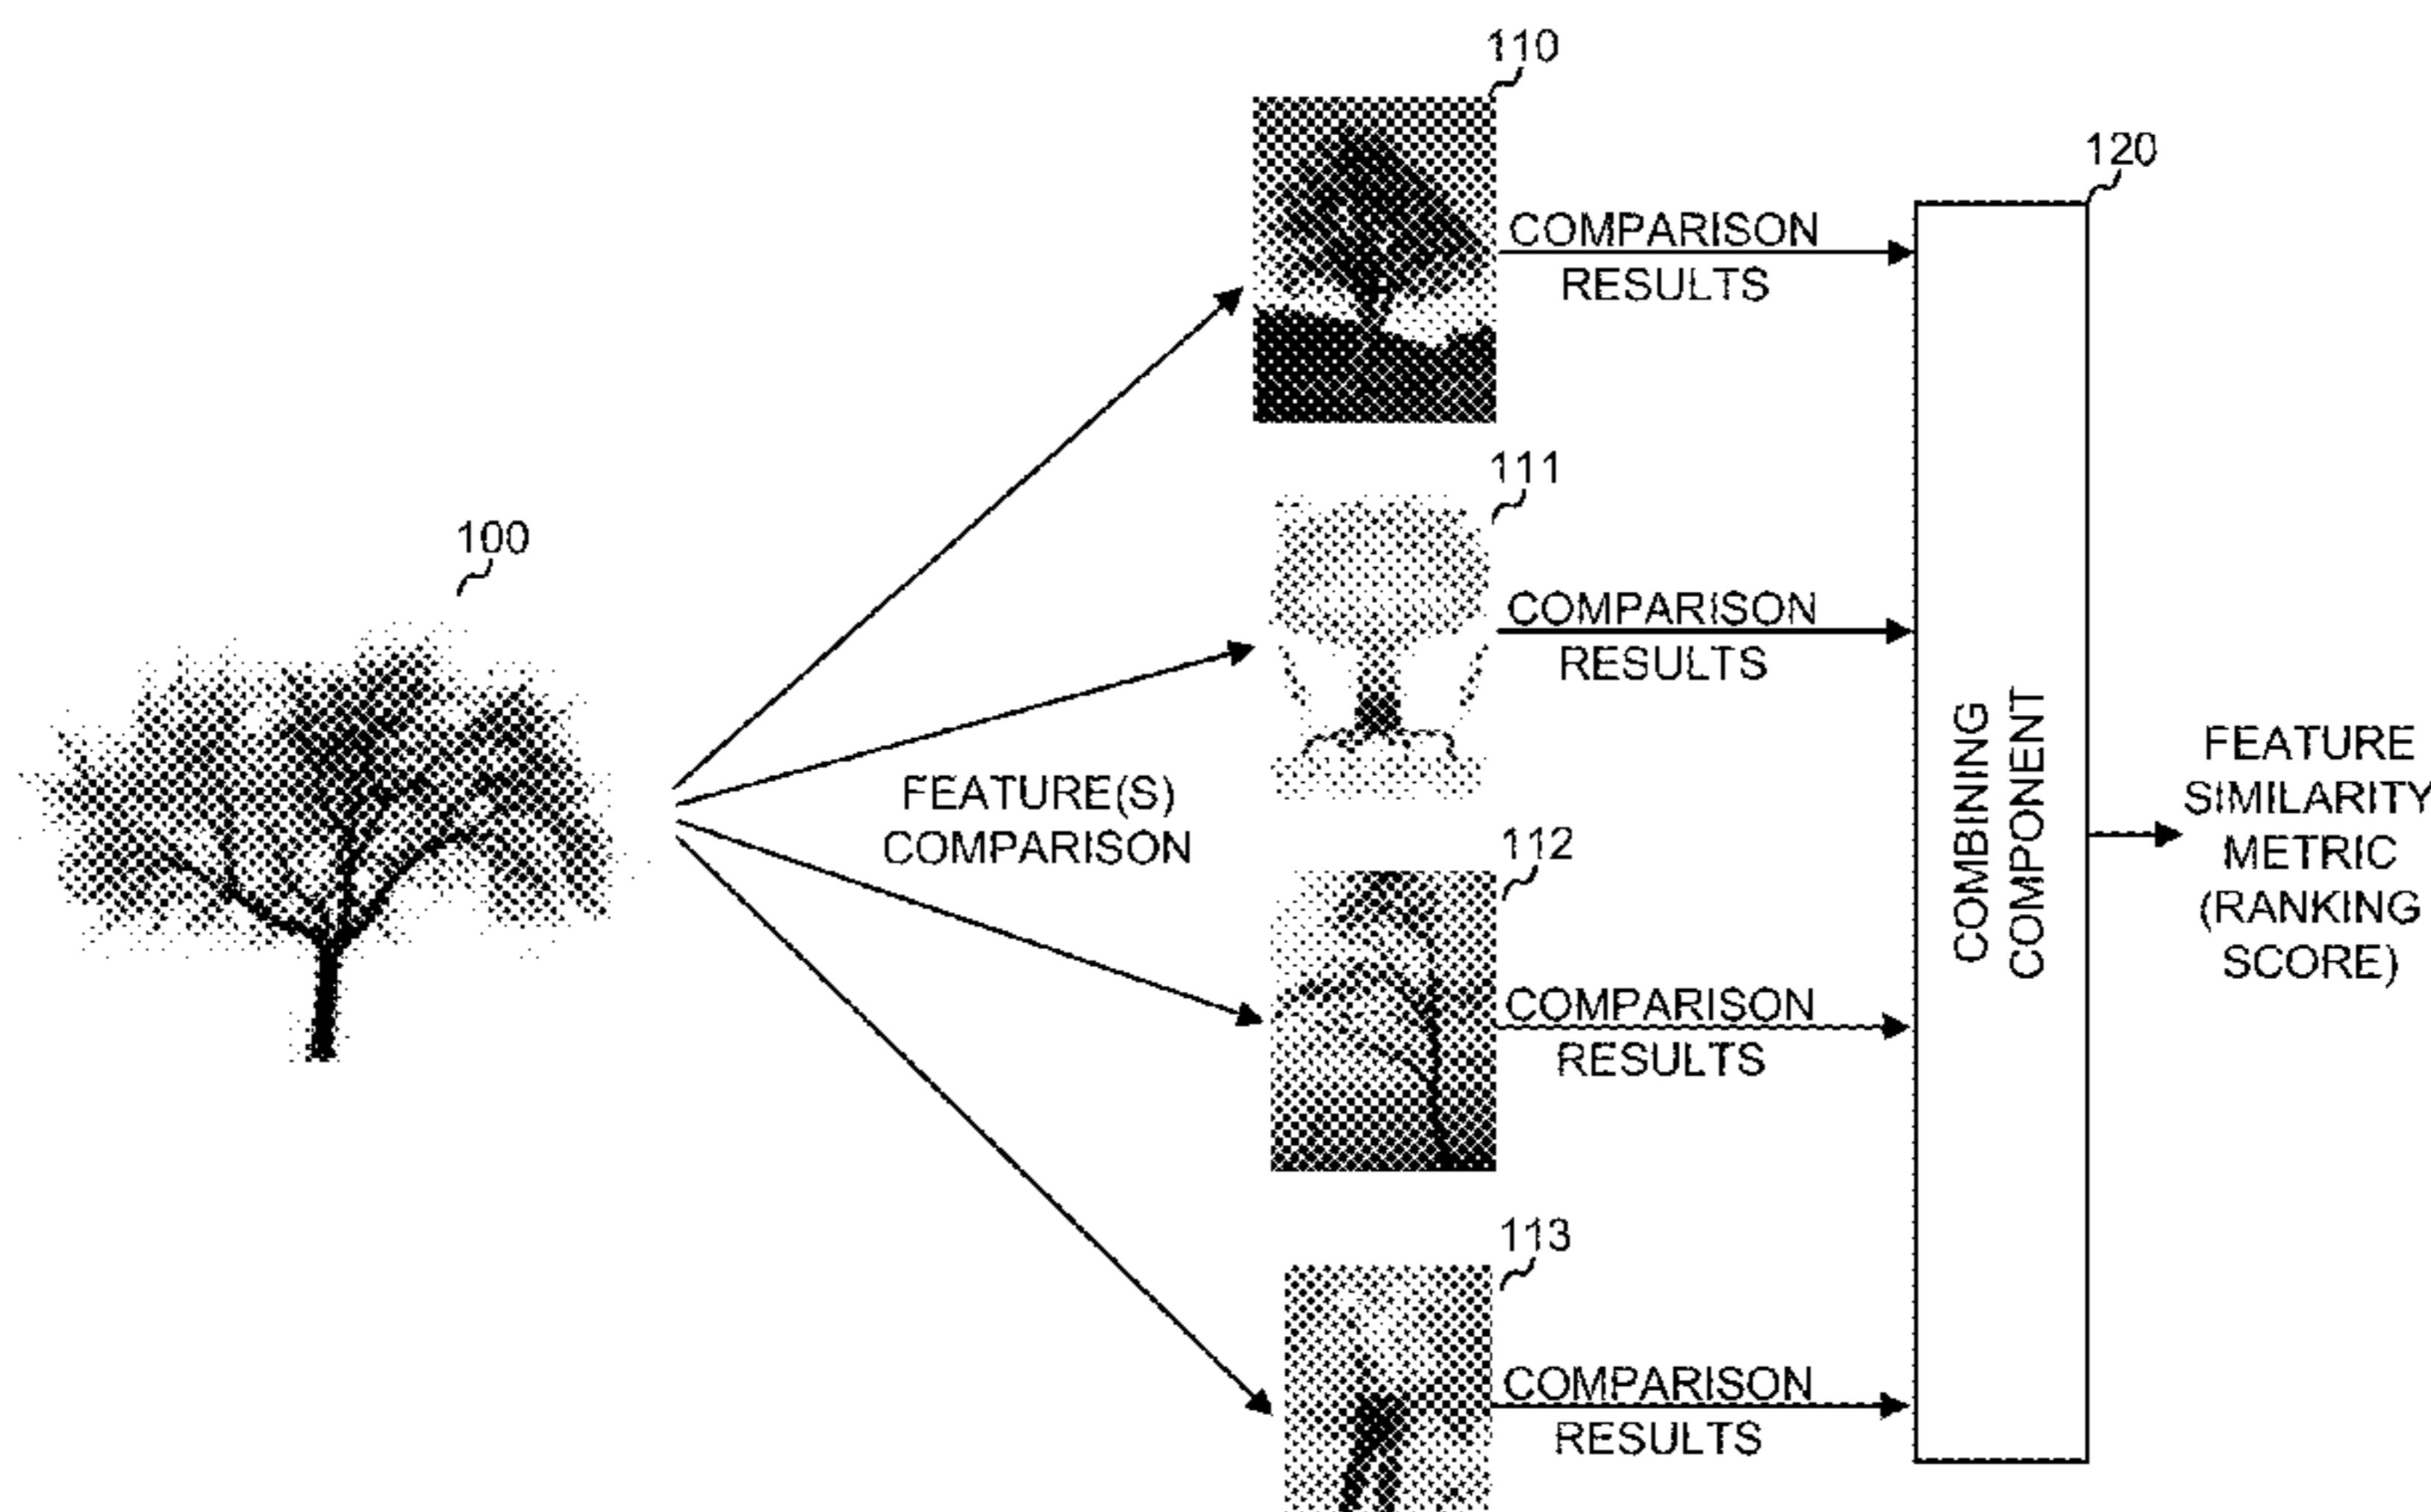 110
120
COMPARISON
RESULTS
111
100
COMPARISON
RESULTS
FEATURE(S)
COMPARISON
COMBINING
COMPONENT
FEATURE
SIMILARITY
METRIC
(RANKING
SCORE)
112
COMPARISON
RESULTS
113
COMPARISON
RESULTS